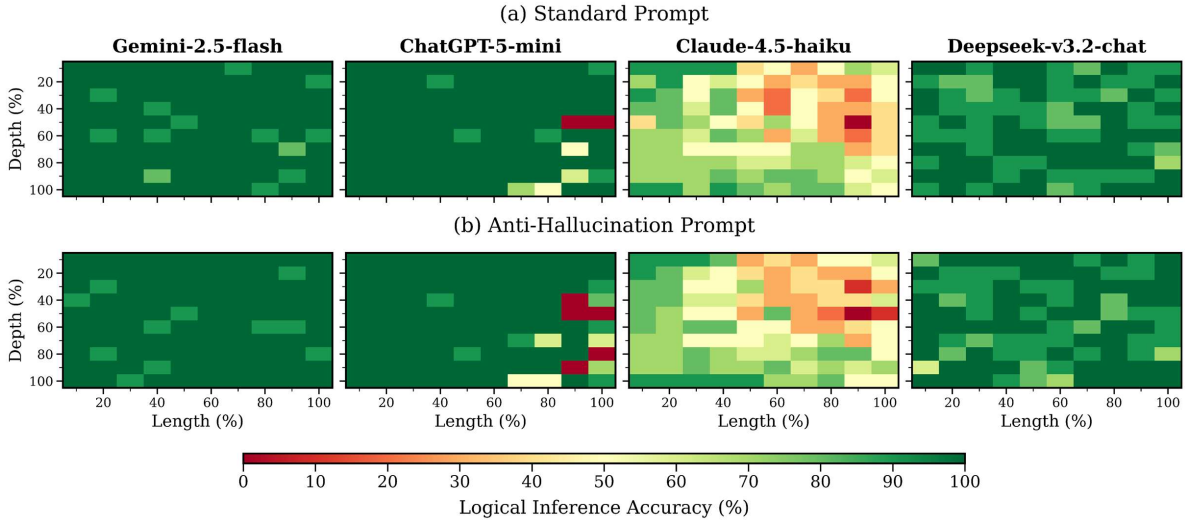 (a) Standard Prompt
Gemini-2.5-flash ChatGPT-5-mini Claude-4.5-haiku Deepseek-v3.2-chat
Depth (%)
20
40
60
80
100
(b) Anti-Hallucination Prompt
Depth (%)
20
40
60
80
100
20 40 60 80 100 20 40 60 80 100 20 40 60 80 100 20 40 60 80 100
Length (%) Length (%) Length (%) Length (%)
0 10 20 30 40 50 60 70 80 90 100
Logical Inference Accuracy (%)